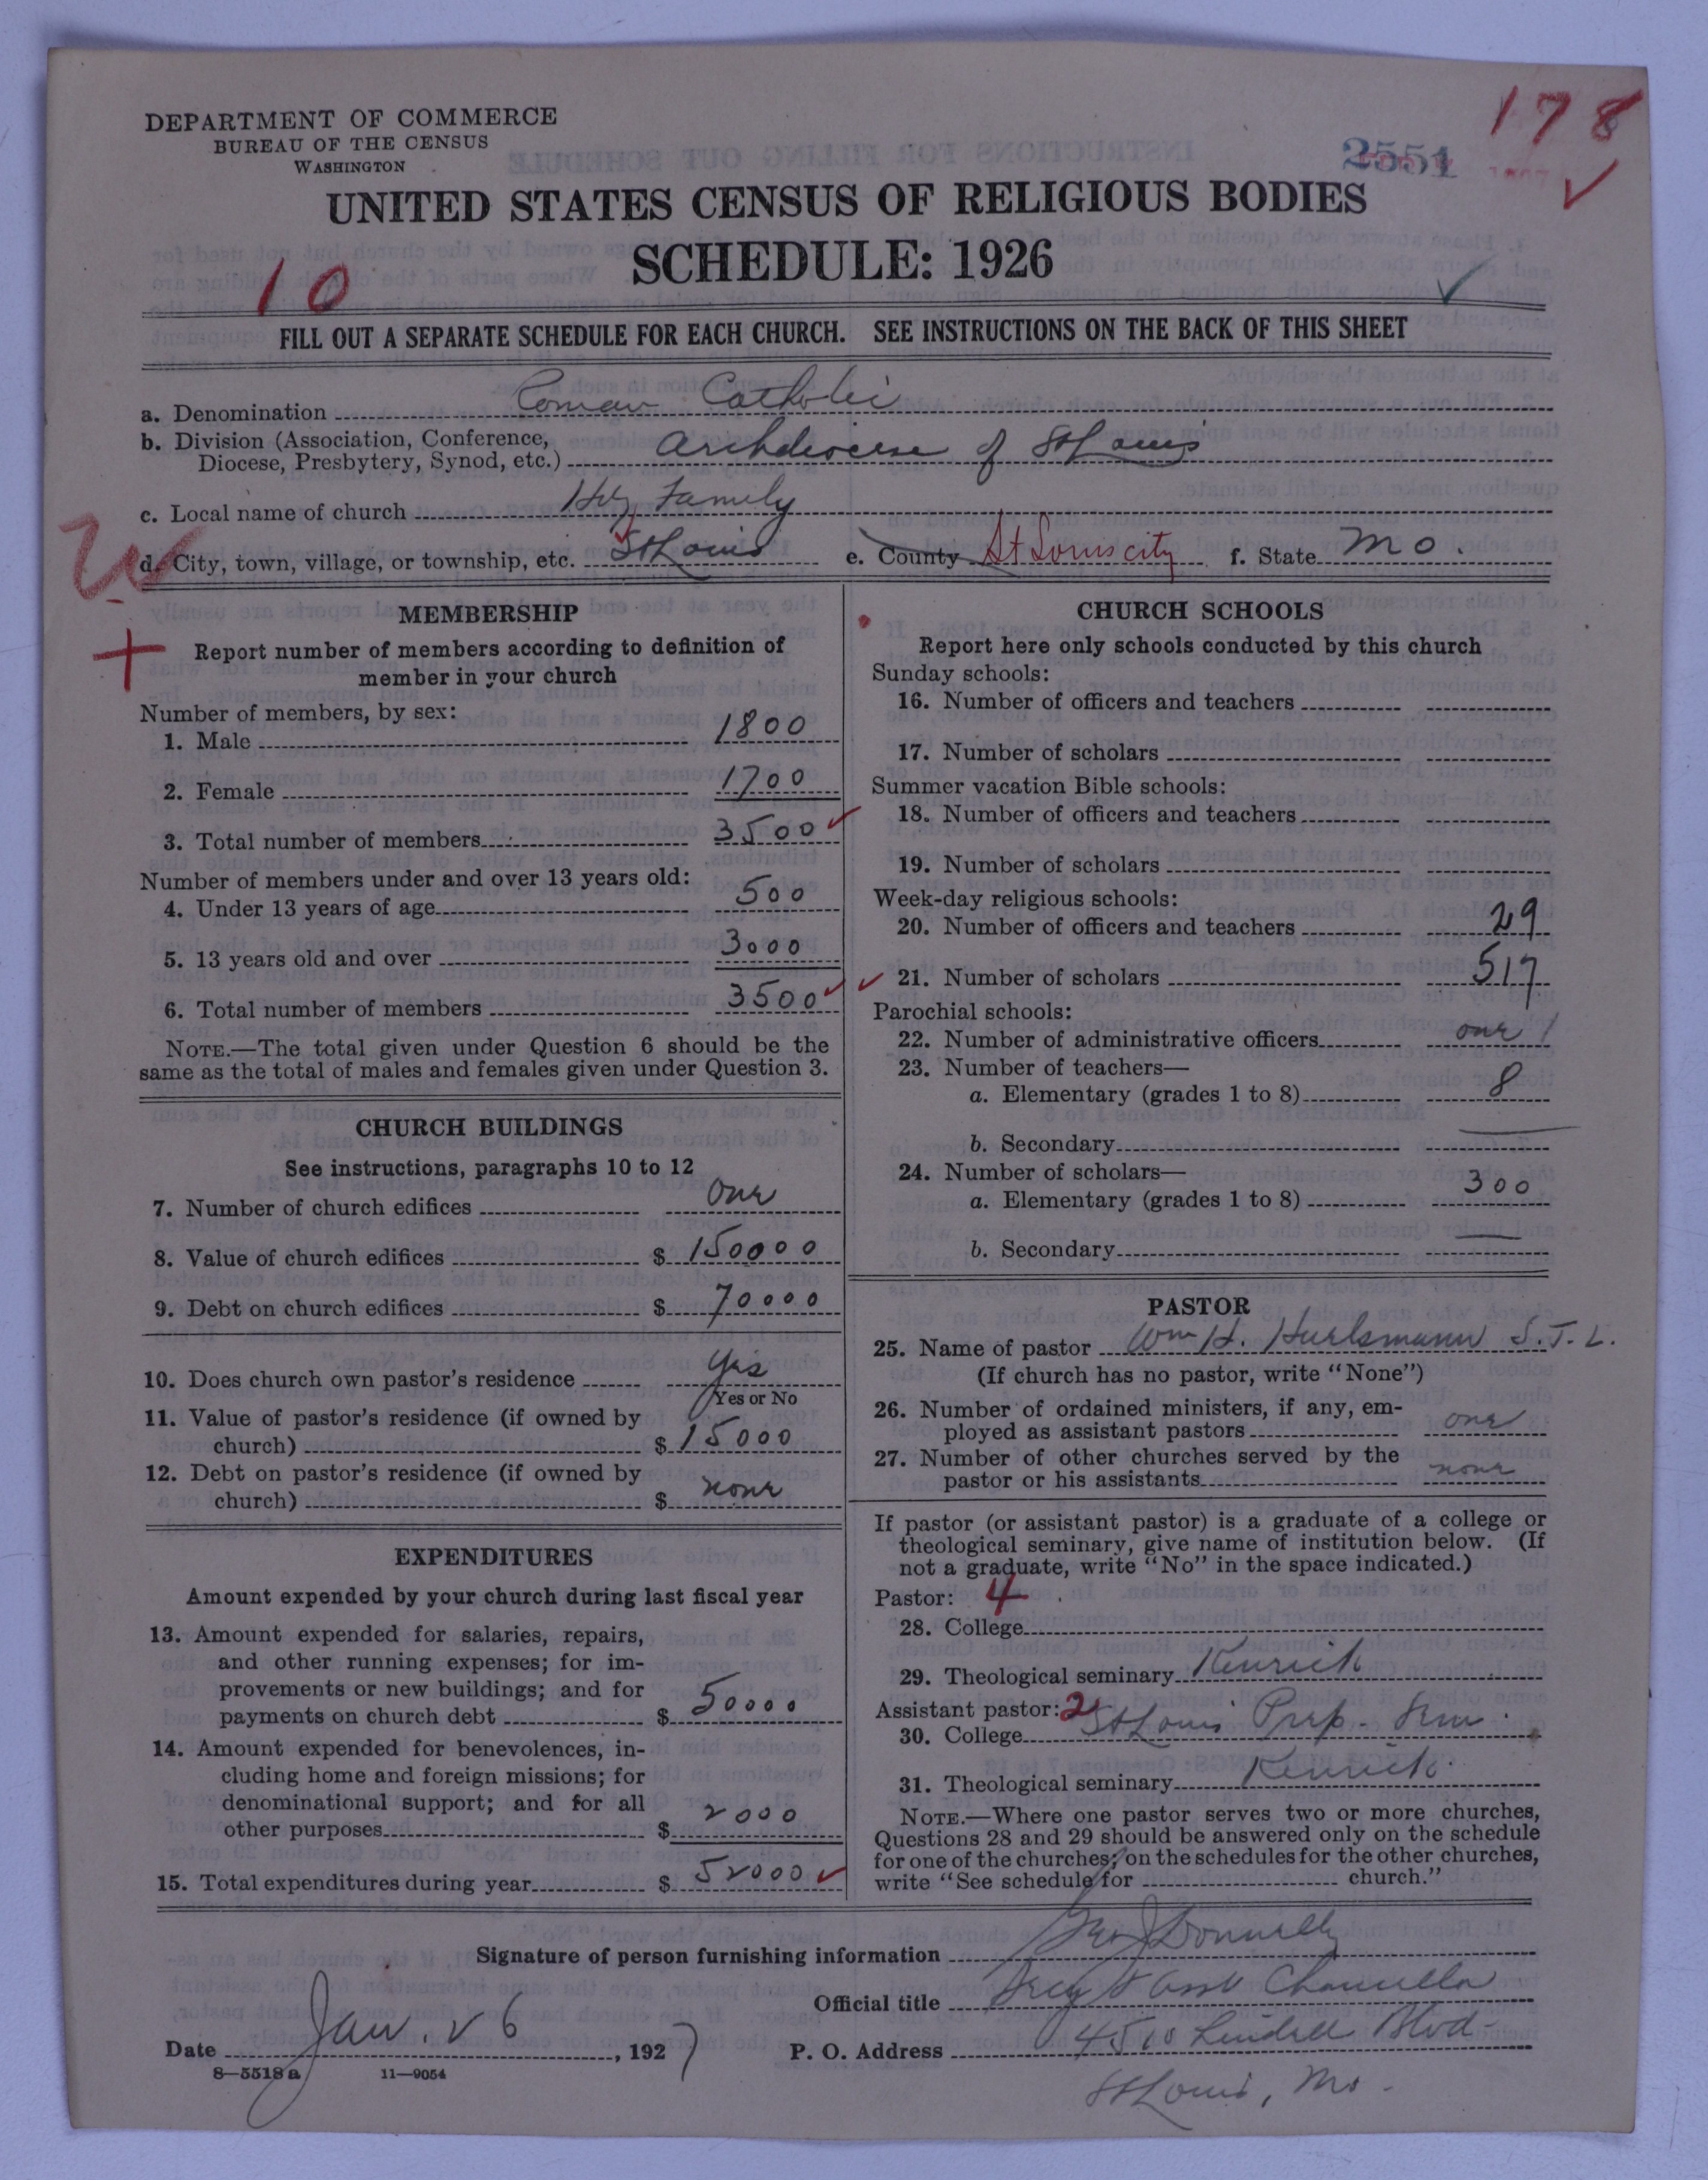 DEPARTMENT OF COMMERCE
BUREAU OF THE CENSUS
WASHINGTON
178
2551
UNITED STATES CENSUS OF RELIGIOUS BODIES
SCHEDULE: 1926
10
FILL OUT A SEPARATE SCHEDULE FOR EACH CHURCH. SEE INSTRUCTIONS ON THE BACK OF THIS SHEET
a. Denomination Roman Catholic
b. Division (Association, Conference,
Diocese, Presbytery, Synod, etc.) Archdiocese of St Louis
c. Local name of church Holy Family
d. City, town, village, or township, etc. St Louis e. County St Louis city f. State Mo.
MEMBERSHIP
Report number of members according to definition of
member in your church
Number of members, by sex:
1. Male 1800
2. Female 1700
3. Total number of members 3500
Number of members under and over 13 years old:
4. Under 13 years of age 500
5. 13 years old and over 3000
6. Total number of members 3500
NOTE.—The total given under Question 6 should be the
same as the total of males and females given under Question 3.
CHURCH BUILDINGS
See instructions, paragraphs 10 to 12
7. Number of church edifices One
8. Value of church edifices $ 150000
9. Debt on church edifices $ 70000
10. Does church own pastor's residence Yes
Yes or No
11. Value of pastor's residence (if owned by
church) $ 15000
12. Debt on pastor's residence (if owned by
church) $ none
EXPENDITURES
Amount expended by your church during last fiscal year
13. Amount expended for salaries, repairs,
and other running expenses; for im-
provements or new buildings; and for
payments on church debt $ 50000
14. Amount expended for benevolences, in-
cluding home and foreign missions; for
denominational support; and for all
other purposes $ 2000
15. Total expenditures during year $ 52000
CHURCH SCHOOLS
Report here only schools conducted by this church
Sunday schools:
16. Number of officers and teachers
17. Number of scholars
Summer vacation Bible schools:
18. Number of officers and teachers
19. Number of scholars
Week-day religious schools:
20. Number of officers and teachers 29
21. Number of scholars 517
Parochial schools:
22. Number of administrative officers one 1
23. Number of teachers—
a. Elementary (grades 1 to 8) 8
b. Secondary
24. Number of scholars—
a. Elementary (grades 1 to 8) 300
b. Secondary
PASTOR
25. Name of pastor Wm H. Huelsmann S.T.L.
(If church has no pastor, write "None")
26. Number of ordained ministers, if any, em-
ployed as assistant pastors one
27. Number of other churches served by the
pastor or his assistants none
If pastor (or assistant pastor) is a graduate of a college or
theological seminary, give name of institution below. (If
not a graduate, write "No" in the space indicated.)
Pastor: 4
28. College
29. Theological seminary Kenrick
Assistant pastor: 2
30. College St Louis Prep. Sem.
31. Theological seminary Kenrick.
NOTE.—Where one pastor serves two or more churches,
Questions 28 and 29 should be answered only on the schedule
for one of the churches; on the schedules for the other churches,
write "See schedule for church."
Signature of person furnishing information Geo J Donnelly
Official title Secy & Asst Chancellor
Date Jan. 26, 1927 P. O. Address 4510 Lindell Blvd
8—5518a 11—9054
St Louis, Mo.